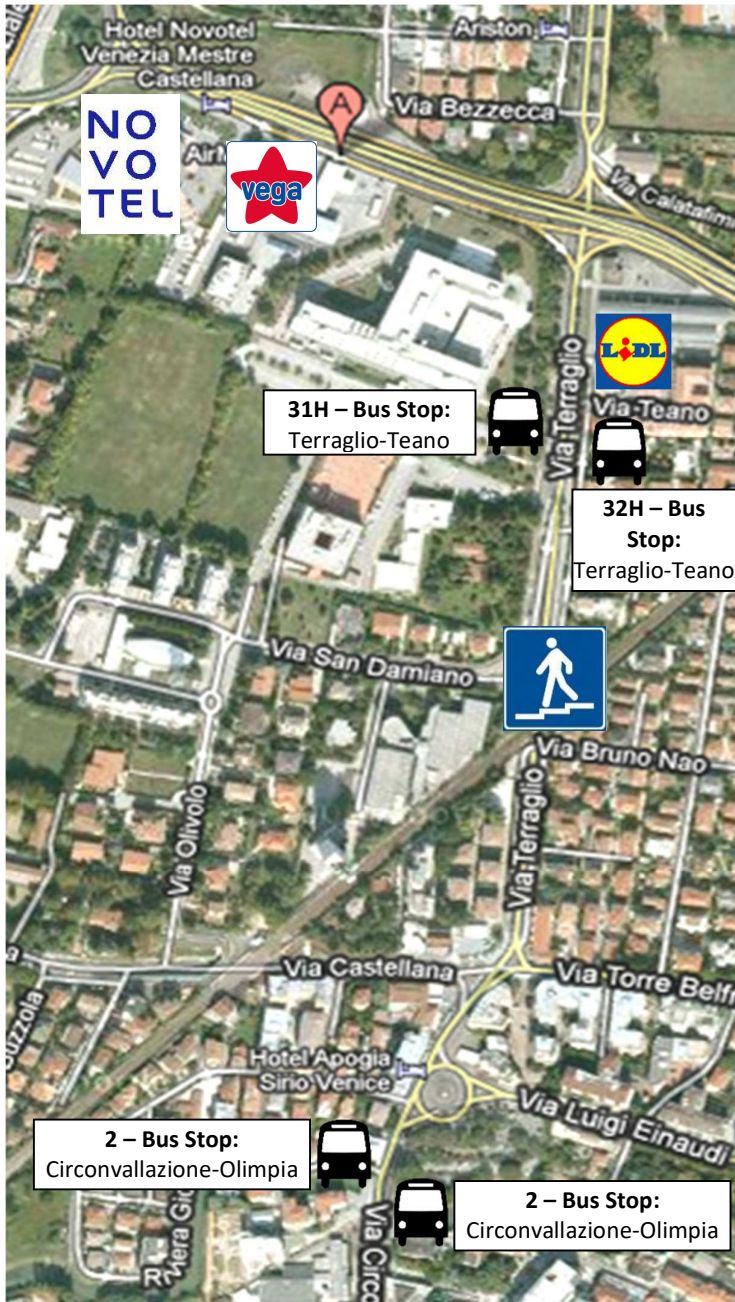 Hotel Novotel
Venezia Mestre
Castellana
Ariston
A
Via Bezzecca
NO
VO
TEL
vega
Via Calatafimi
LiDL
Via Terraglio
Via Teano
31H – Bus Stop:
Terraglio-Teano
32H – Bus
Stop:
Terraglio-Teano
Via San Damiano
Via Bruno Nao
Via Olivolo
Via Terraglio
Via Castellana
Via Torre Belfr
Hotel Apogia
Sirio Venice
Via Luigi Einaudi
2 – Bus Stop:
Circonvallazione-Olimpia
2 – Bus Stop:
Circonvallazione-Olimpia
Via Circo